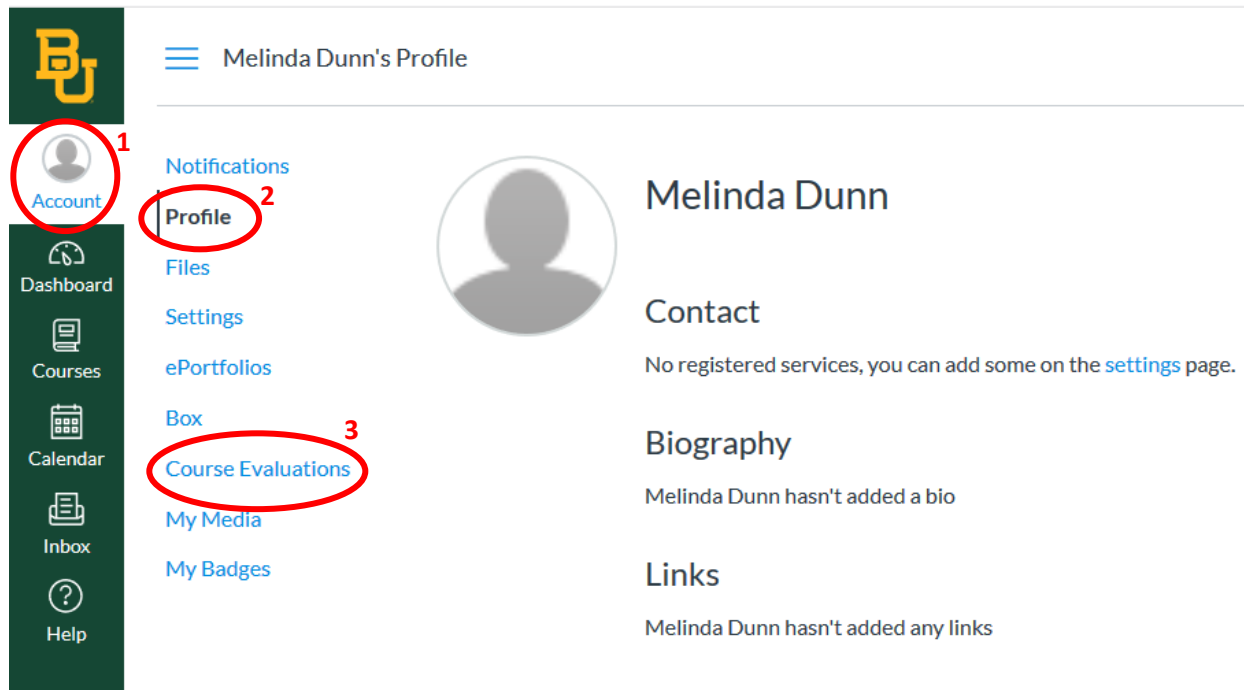 BU
Melinda Dunn's Profile
1
Account
Dashboard
Courses
Calendar
Inbox
Help
Notifications
2
Profile
Files
Settings
ePortfolios
Box
3
Course Evaluations
My Media
My Badges
Melinda Dunn
Contact
No registered services, you can add some on the settings page.
Biography
Melinda Dunn hasn't added a bio
Links
Melinda Dunn hasn't added any links